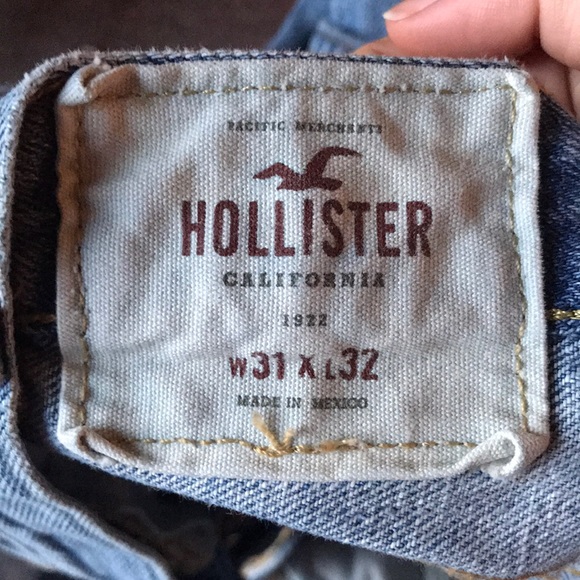 PACIFIC MERCHANTS
HOLLISTER
CALIFORNIA
1922
W31 X L32
MADE IN MEXICO